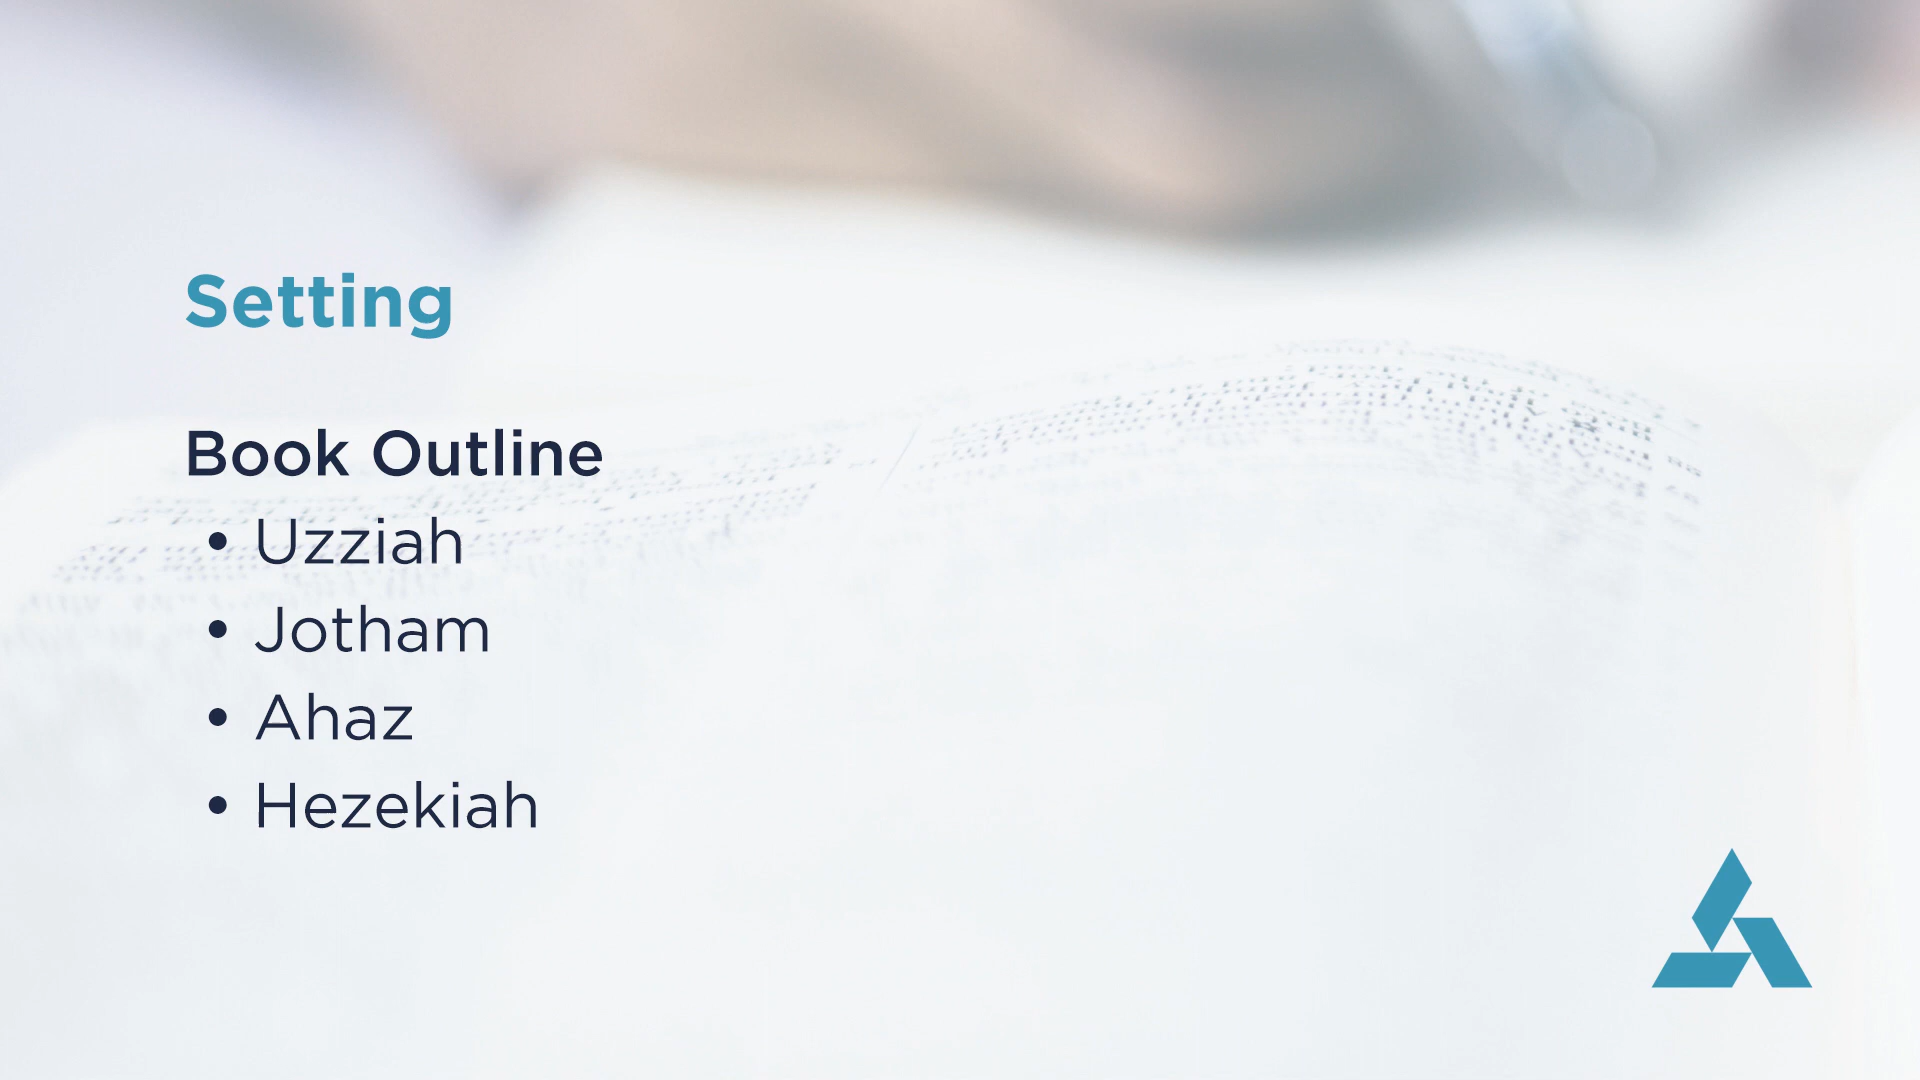 Setting
Book Outline
• Uzziah
• Jotham
• Ahaz
• Hezekiah